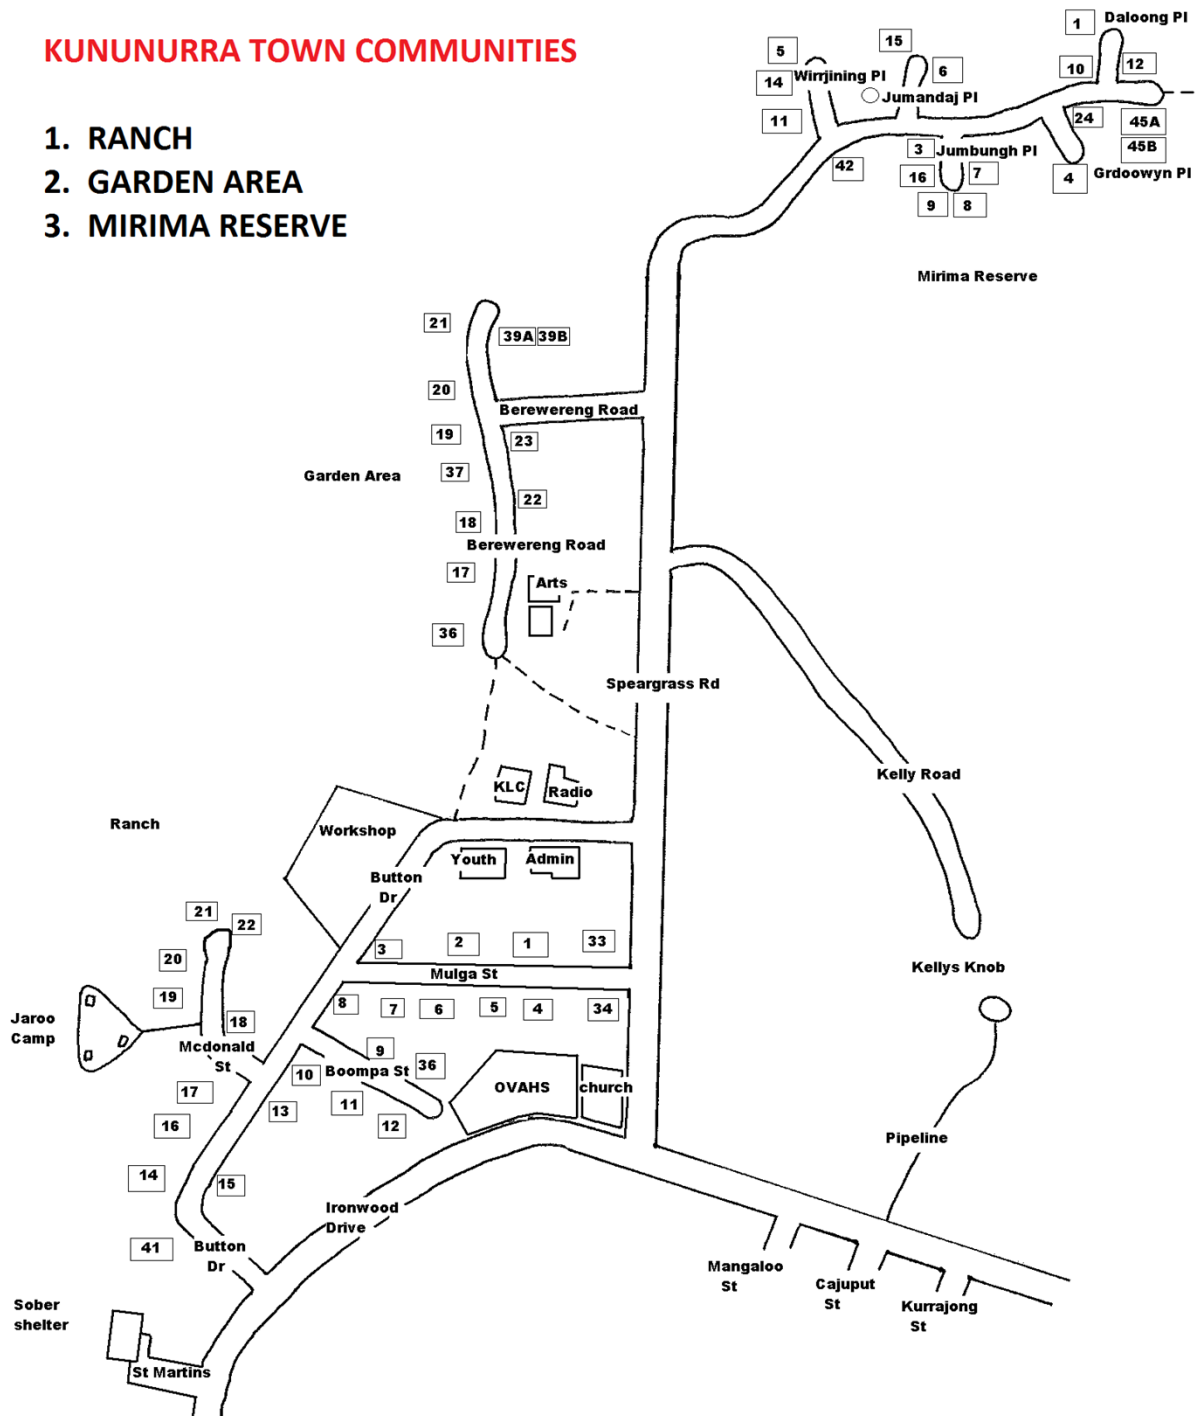 KUNUNURRA TOWN COMMUNITIES
1. RANCH
2. GARDEN AREA
3. MIRIMA RESERVE
1
Daloong Pl
5
15
14
Wirrjining Pl
6
10
12
Jumandaj Pl
11
24
45A
3
Jumbungh Pl
45B
42
16
7
4
Grdoowyn Pl
9
8
Mirima Reserve
21
39A
39B
20
Berewereng Road
19
23
Garden Area
37
22
18
Berewereng Road
17
Arts
36
Speargrass Rd
Kelly Road
KLC
Radio
Ranch
Workshop
Youth
Admin
Button
Dr
21
22
3
2
1
33
20
Mulga St
Kellys Knob
19
8
7
6
5
4
34
Jaroo
Camp
18
Mcdonald
St
9
36
10
Boompa St
OVAHS
church
17
13
11
12
16
Pipeline
14
15
Ironwood
Drive
41
Button
Dr
Mangaloo
St
Cajuput
St
Kurrajong
St
Sober
shelter
St Martins